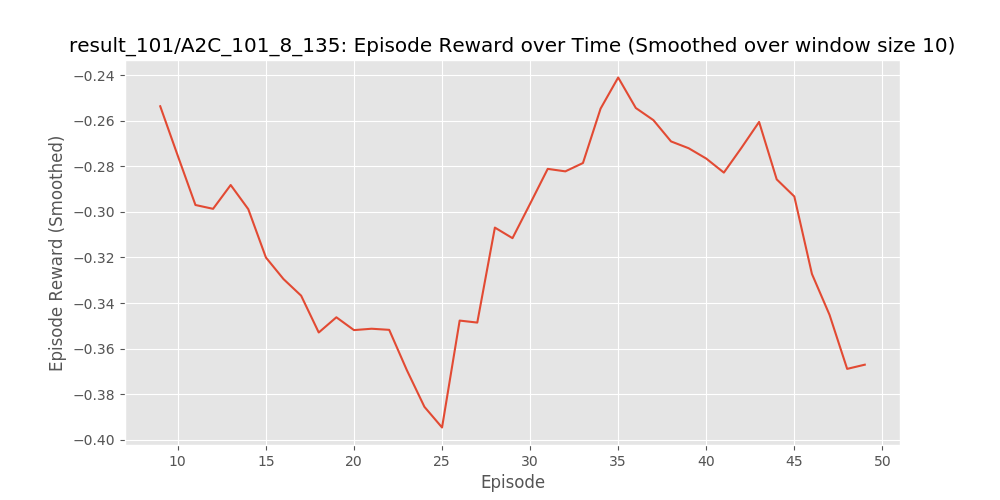 result_101/A2C_101_8_135: Episode Reward over Time (Smoothed over window size 10)
Episode Reward (Smoothed)
−0.24
−0.26
−0.28
−0.30
−0.32
−0.34
−0.36
−0.38
−0.40
10 15 20 25 30 35 40 45 50
Episode